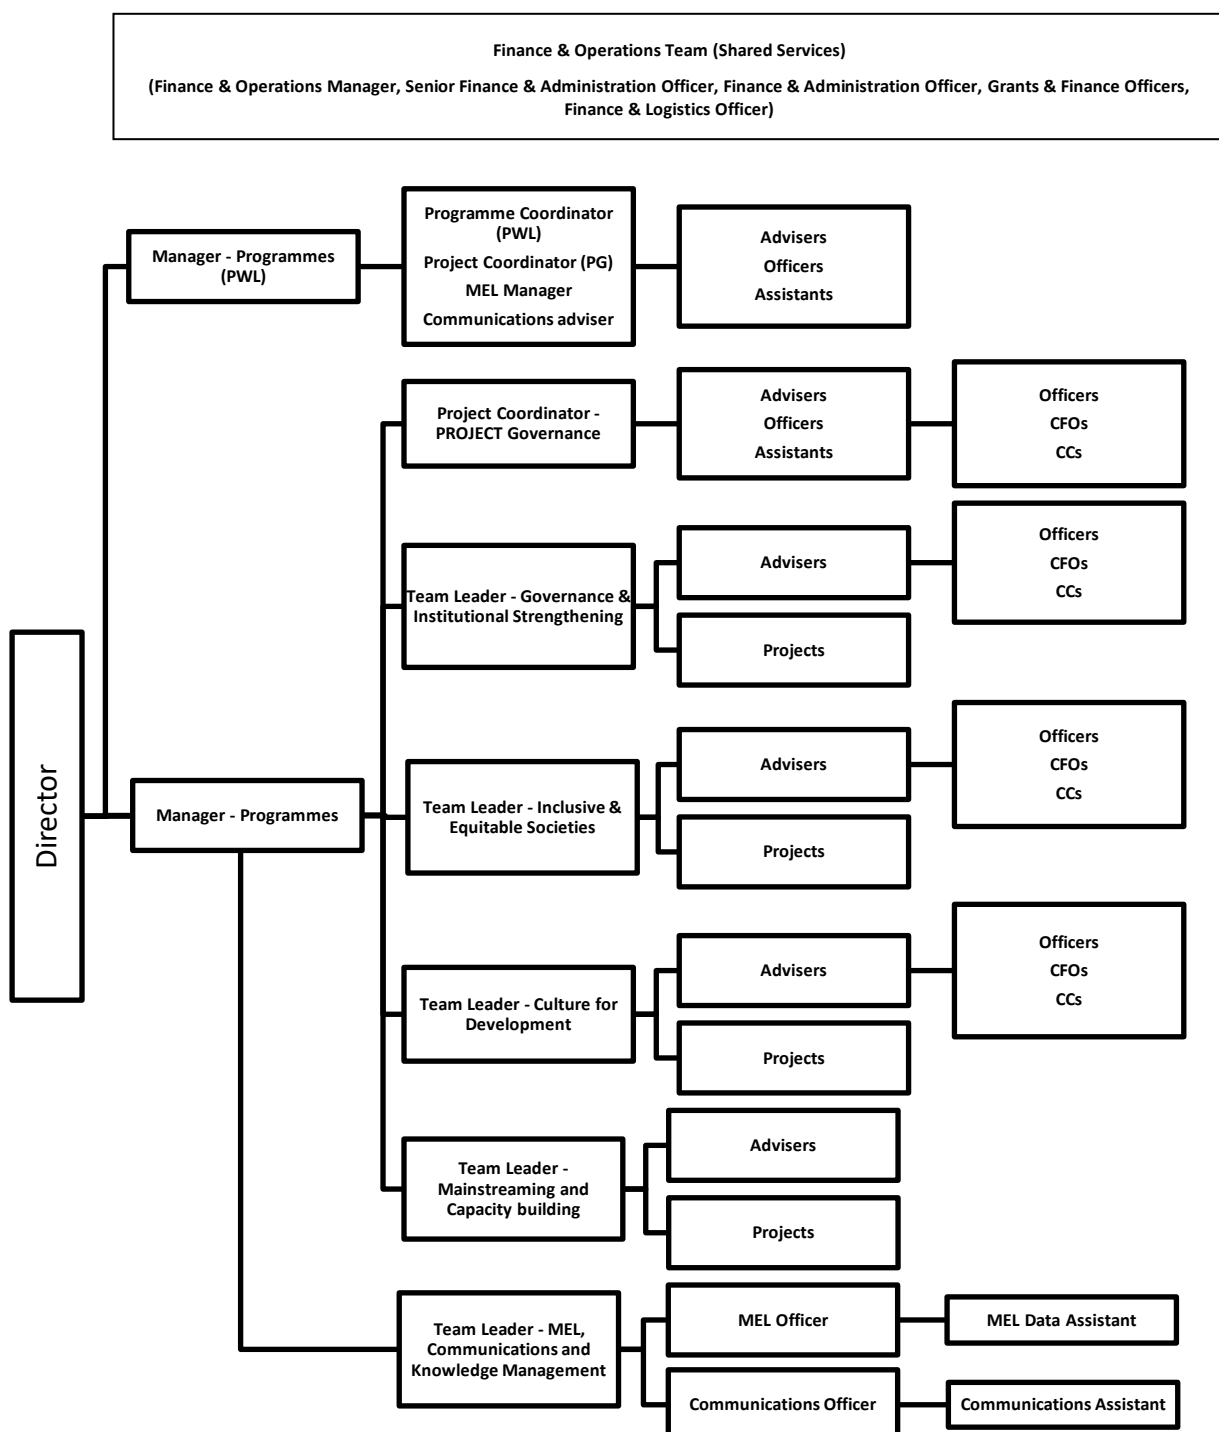 Finance & Operations Team (Shared Services)
(Finance & Operations Manager, Senior Finance & Administration Officer, Finance & Administration Officer, Grants & Finance Officers,
Finance & Logistics Officer)
Programme Coordinator
(PWL)
Project Coordinator (PG)
MEL Manager
Communications adviser
Manager - Programmes
(PWL)
Advisers
Officers
Assistants
Project Coordinator -
PROJECT Governance
Advisers
Officers
Assistants
Officers
CFOs
CCs
Team Leader - Governance &
Institutional Strengthening
Advisers
Projects
Officers
CFOs
CCs
Director
Manager - Programmes
Team Leader - Inclusive &
Equitable Societies
Advisers
Projects
Officers
CFOs
CCs
Team Leader - Culture for
Development
Advisers
Projects
Officers
CFOs
CCs
Team Leader -
Mainstreaming and
Capacity building
Advisers
Projects
Team Leader - MEL,
Communications and
Knowledge Management
MEL Officer
MEL Data Assistant
Communications Officer
Communications Assistant